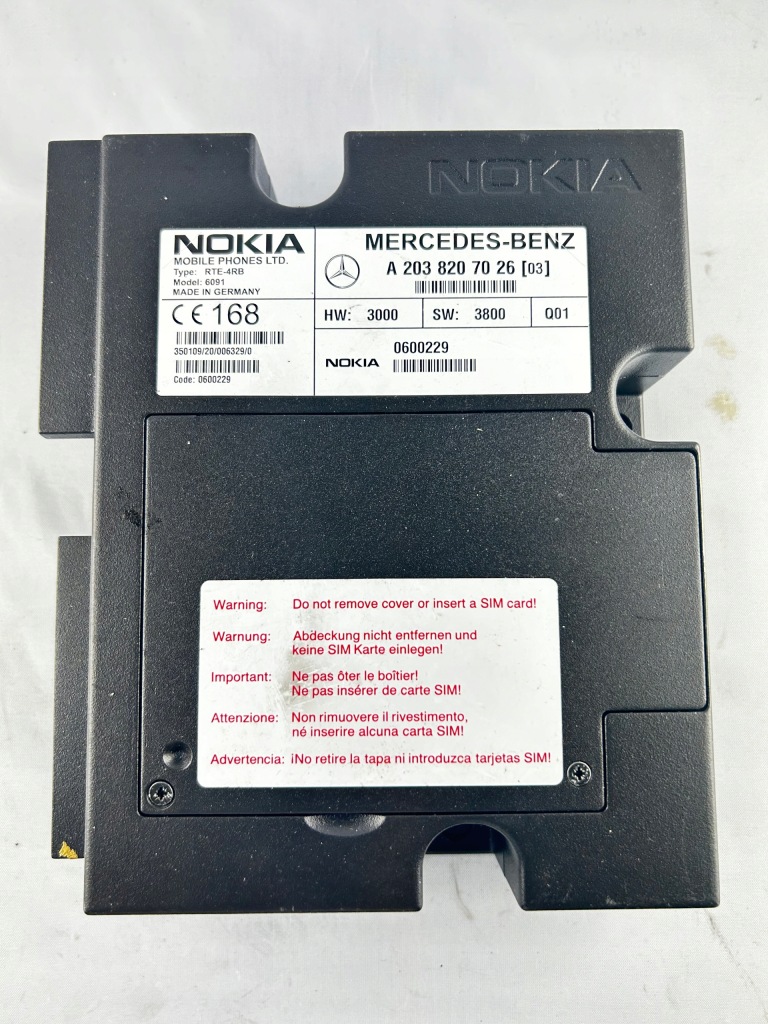 NOKIA
NOKIA
MOBILE PHONES LTD.
Type: RTE-4RB
Model: 6091
MADE IN GERMANY
CE 168
350109/20/006329/0
Code: 0600229
MERCEDES-BENZ
A 203 820 70 26 [03]
HW: 3000 SW: 3800 Q01
0600229
NOKIA
Warning: Do not remove cover or insert a SIM card!
Warnung: Abdeckung nicht entfernen und
keine SIM Karte einlegen!
Important: Ne pas ôter le boîtier!
Ne pas insérer de carte SIM!
Attenzione: Non rimuovere il rivestimento,
né inserire alcuna carta SIM!
Advertencia: ¡No retire la tapa ni introduzca tarjetas SIM!